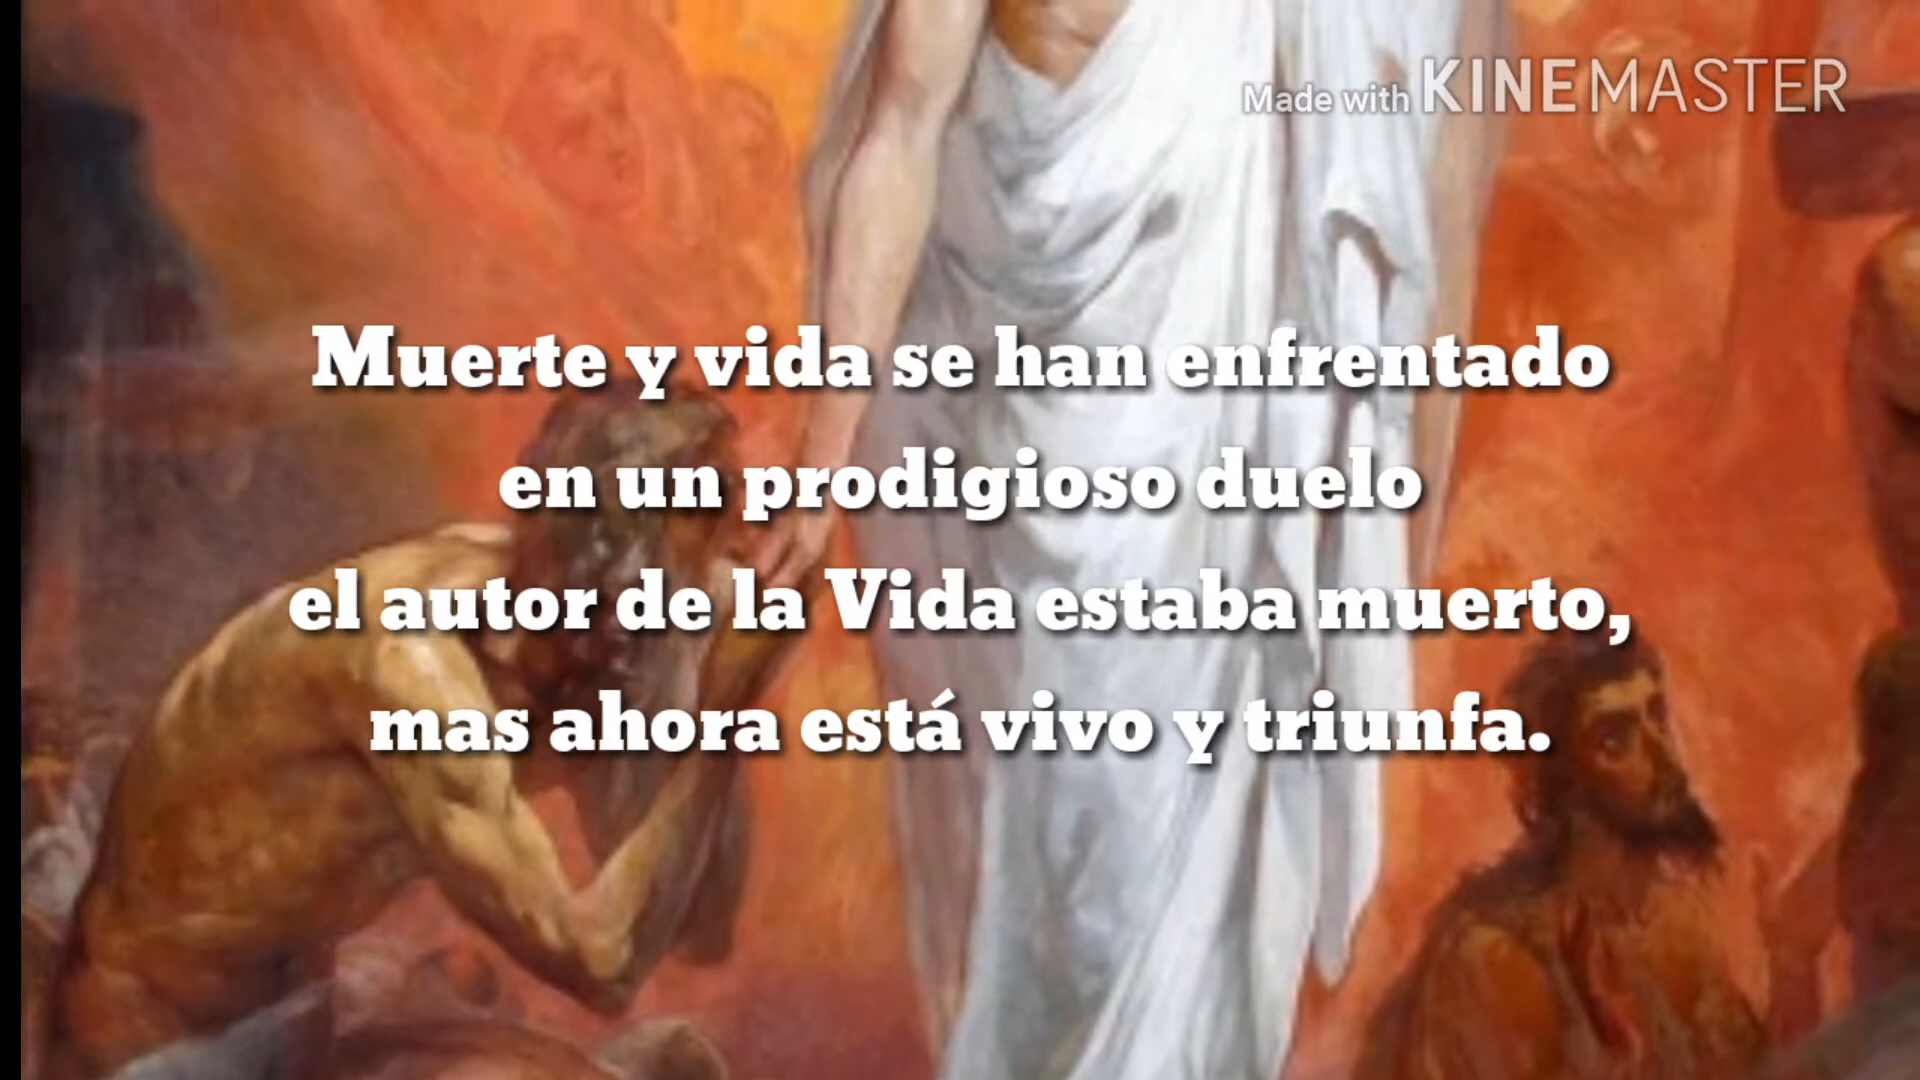 Made with KINEMASTER
Muerte y vida se han enfrentado
en un prodigioso duelo
el autor de la Vida estaba muerto,
mas ahora está vivo y triunfa.